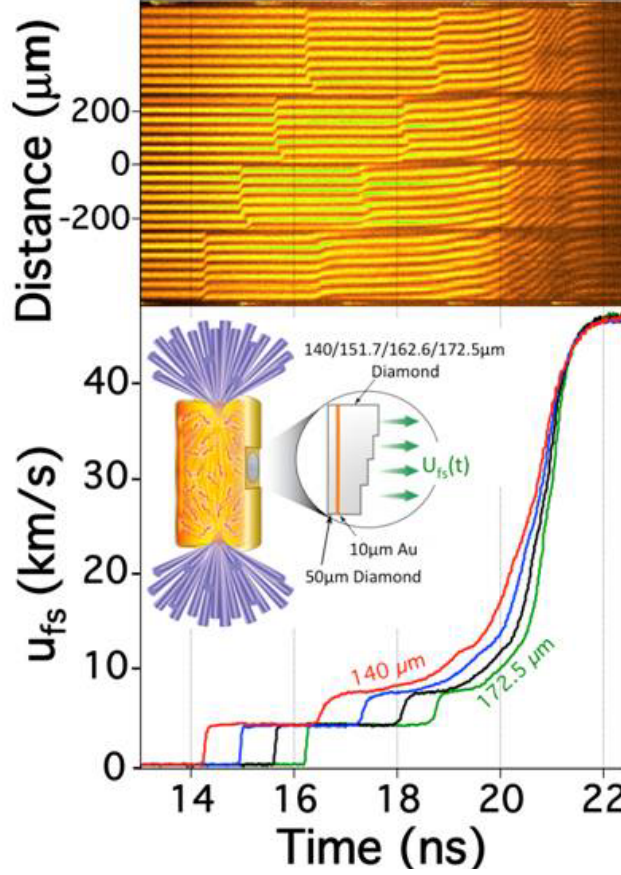 Distance (μm)
200
0
-200
140/151.7/162.6/172.5μm
Diamond
U_fs(t)
10μm Au
50μm Diamond
u_fs (km/s)
40
30
20
10
0
140 μm
172.5 μm
14
16
18
20
22
Time (ns)